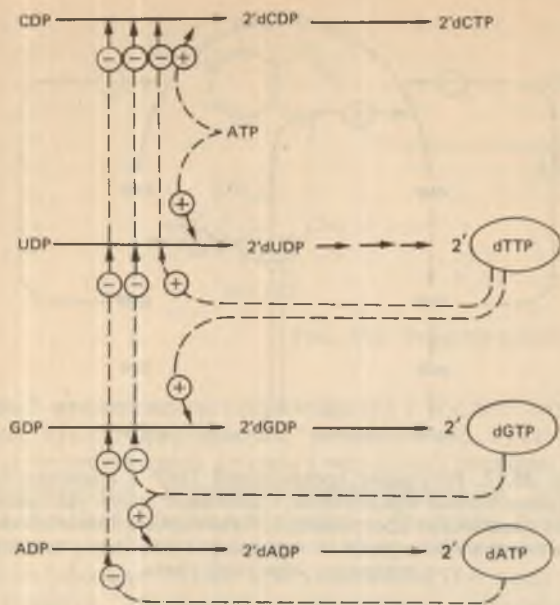 CDP 2'dCDP 2'dCTP
− − − +
ATP
+
UDP 2'dUDP 2' dTTP
− − +
+
GDP 2'dGDP 2' dGTP
− −
+
ADP 2'dADP 2' dATP
−